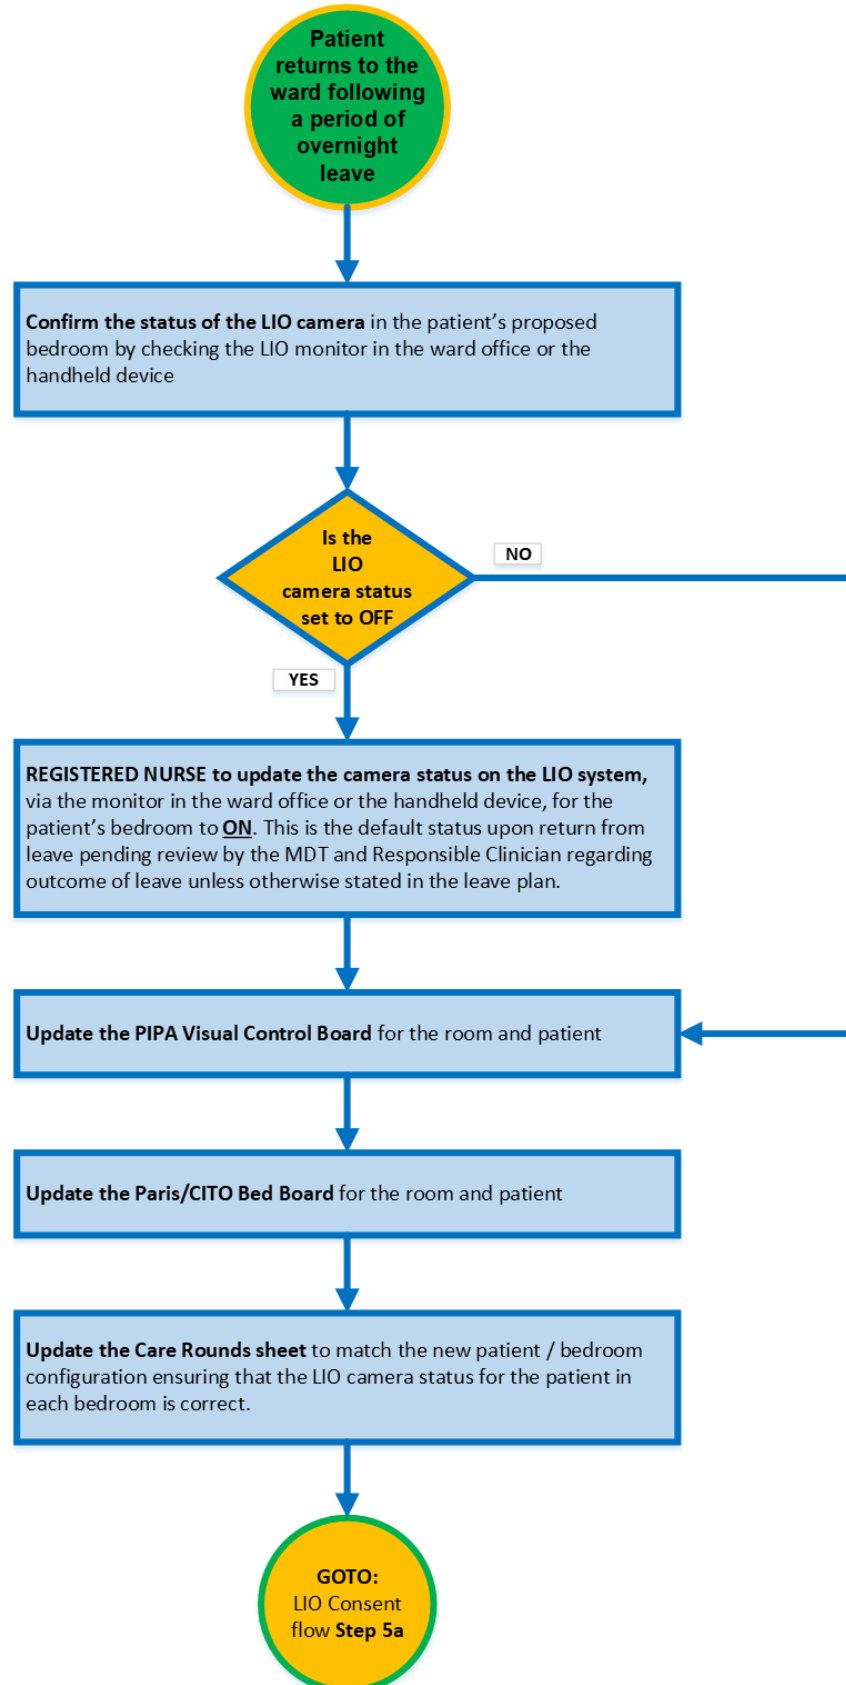 Patient
returns to the
ward following
a period of
overnight
leave
Confirm the status of the LIO camera in the patient's proposed
bedroom by checking the LIO monitor in the ward office or the
handheld device
Is the
LIO
camera status
set to OFF
NO
YES
REGISTERED NURSE to update the camera status on the LIO system,
via the monitor in the ward office or the handheld device, for the
patient's bedroom to ON. This is the default status upon return from
leave pending review by the MDT and Responsible Clinician regarding
outcome of leave unless otherwise stated in the leave plan.
Update the PIPA Visual Control Board for the room and patient
Update the Paris/CITO Bed Board for the room and patient
Update the Care Rounds sheet to match the new patient / bedroom
configuration ensuring that the LIO camera status for the patient in
each bedroom is correct.
GOTO:
LIO Consent
flow Step 5a